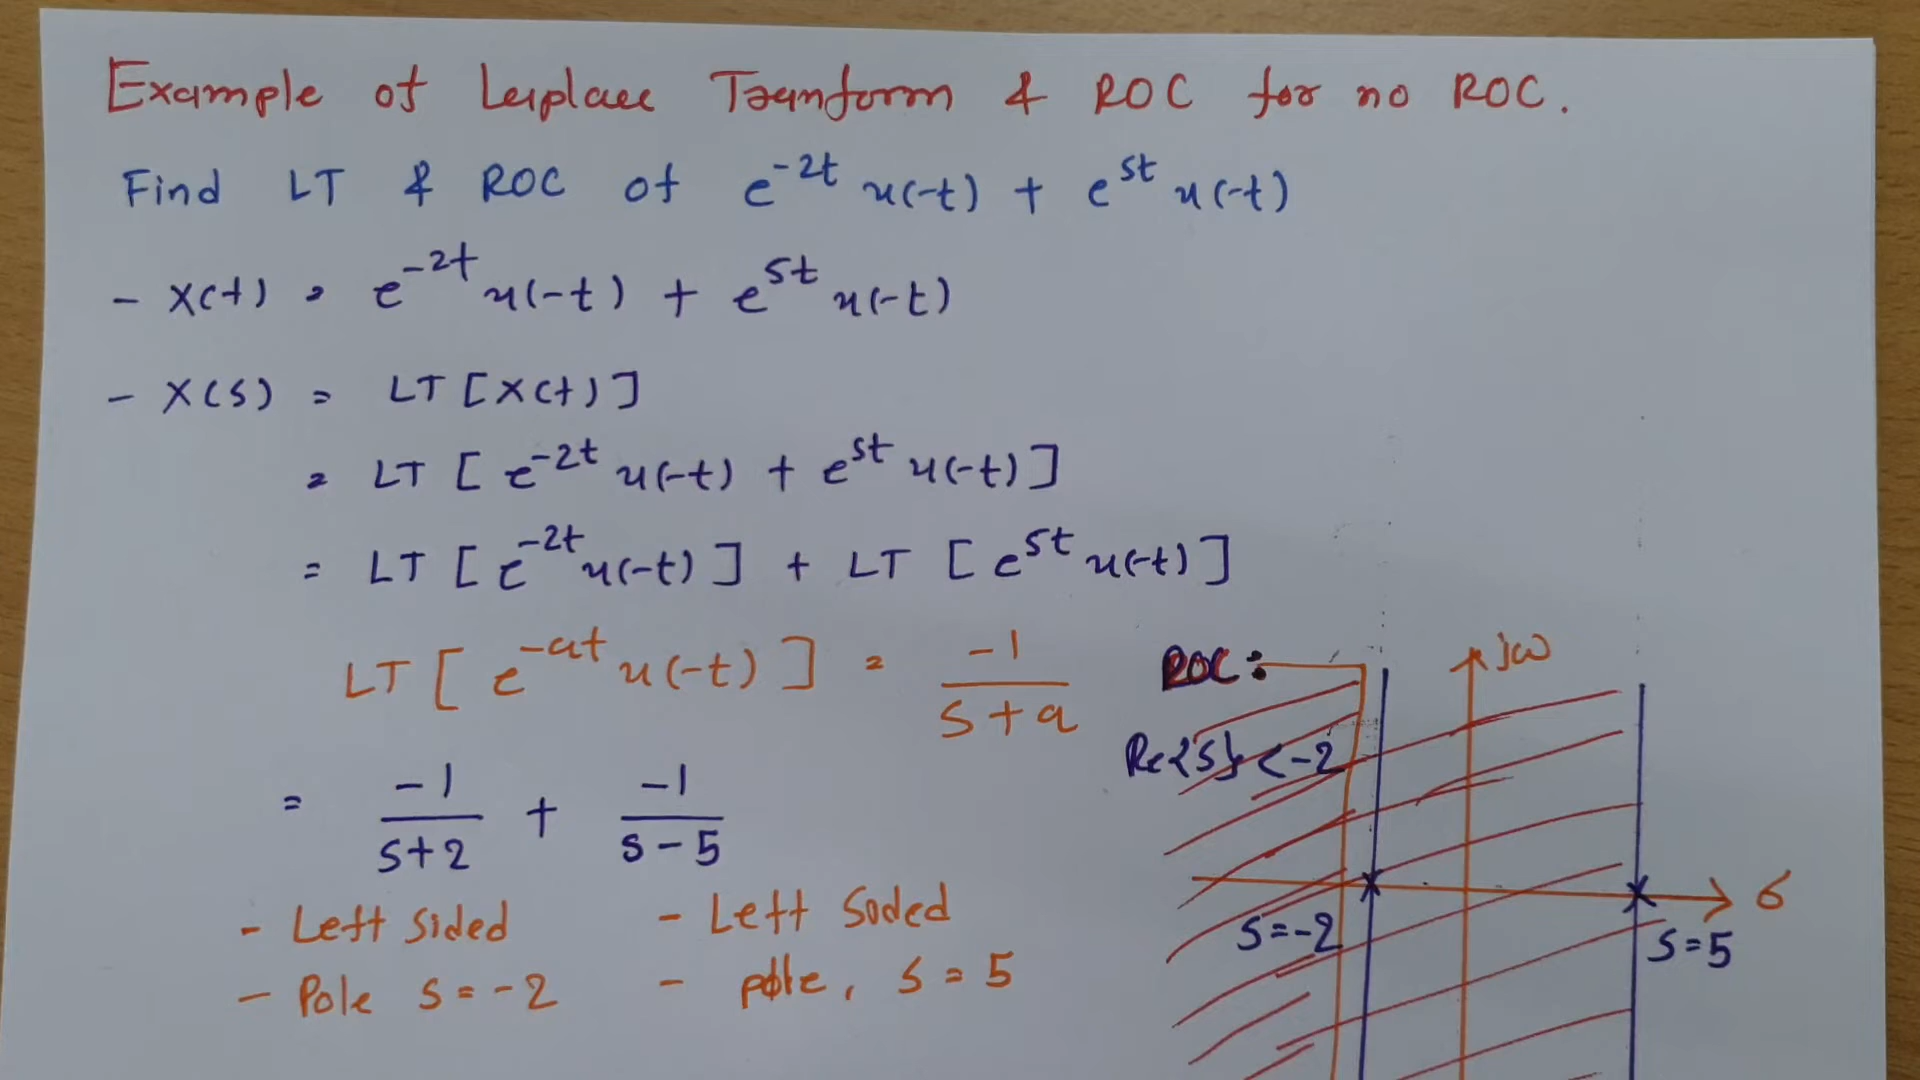 Example of Laplace Transform & ROC for no ROC.
Find LT & ROC of e^-2t u(-t) + e^5t u(-t)
- x(t) = e^-2t u(-t) + e^5t u(-t)
- X(s) = LT [x(t)]
= LT [e^-2t u(-t) + e^5t u(-t)]
= LT [e^-2t u(-t)] + LT [e^5t u(-t)]
LT [e^-at u(-t)] = -1/(s+a)
= -1/(s+2) + -1/(s-5)
- Left Sided
- Pole s = -2
- Left Soded
- pole, s = 5
ROC:
Re{s} < -2
jω
σ
s=-2
s=5